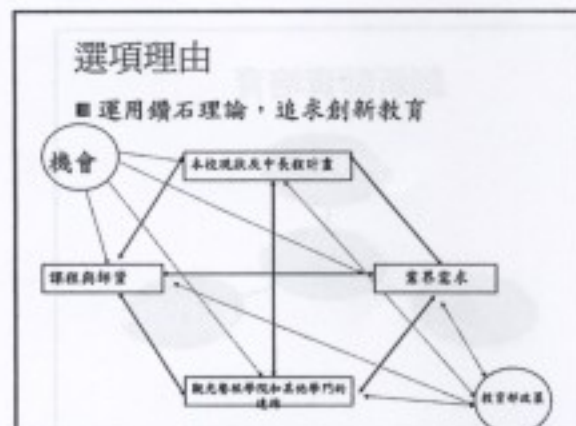 選項理由
■ 運用鑽石理論，追求創新教育
機會
本校現狀及中長程計畫
課程與師資
業界需求
觀光餐旅學院和其他學門的
連鎖
教育部政策